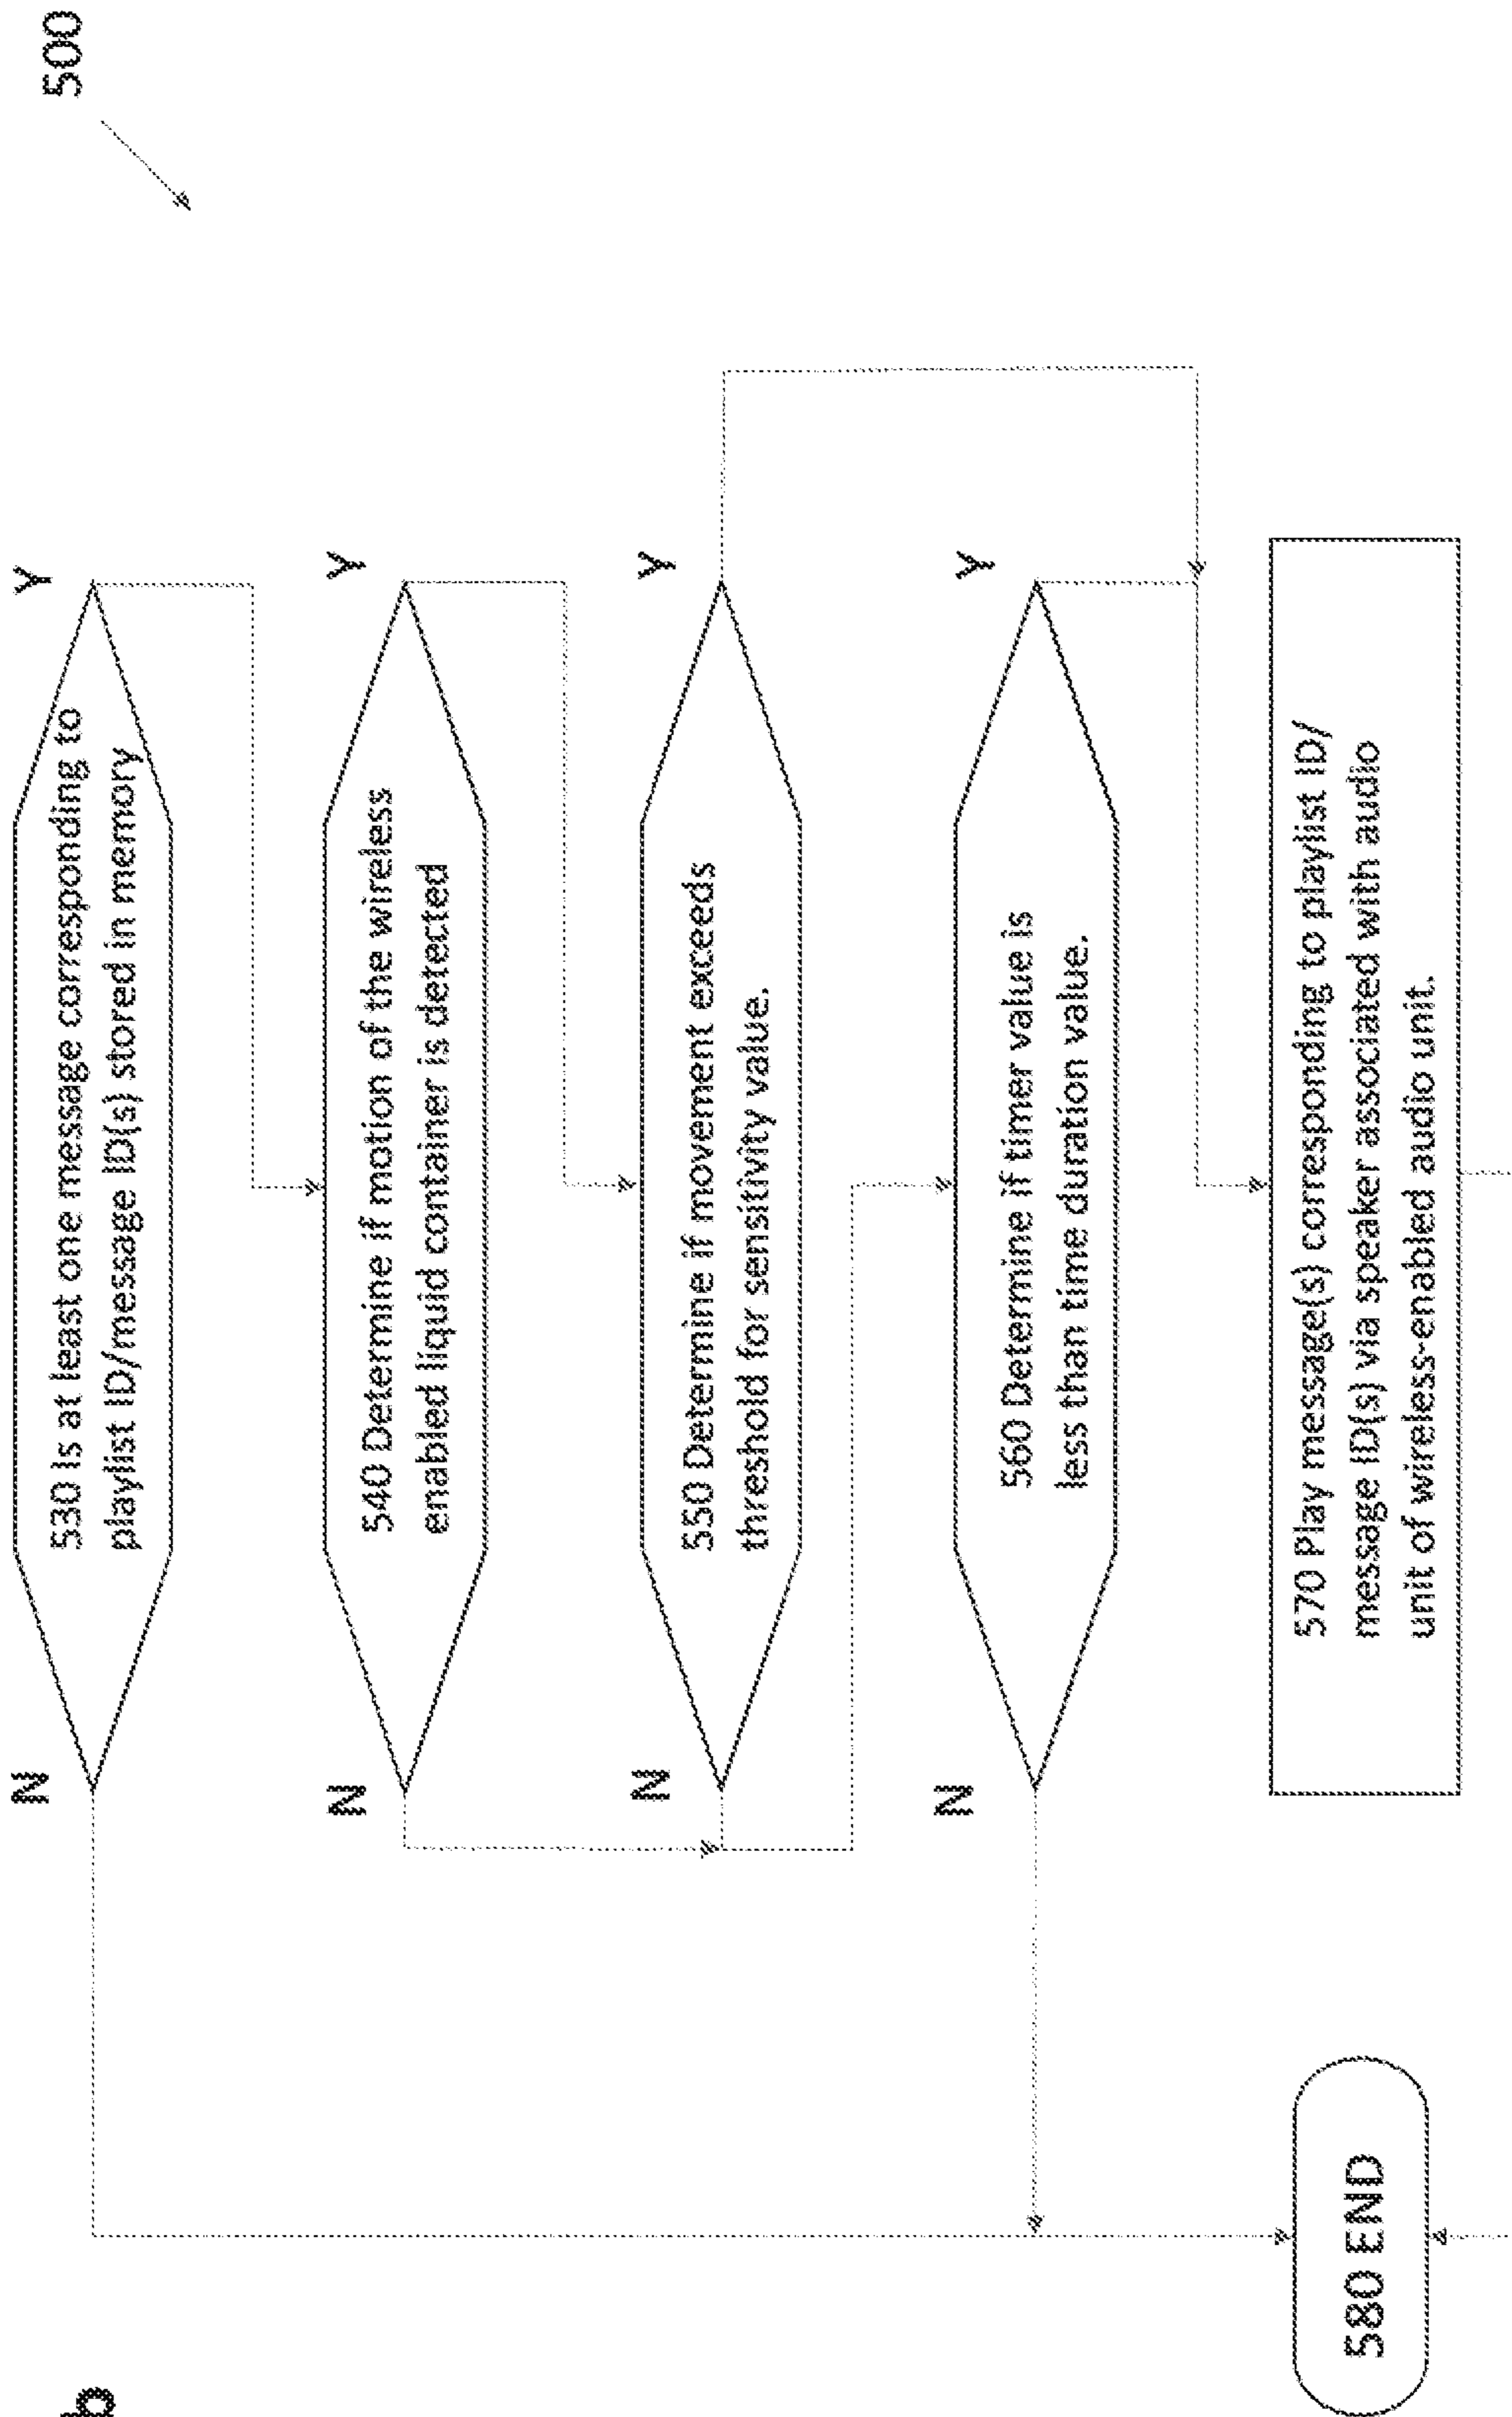 500
N
Y
530 Is at least one message corresponding to
playlist ID/message ID(s) stored in memory
N
Y
540 Determine if motion of the wireless
enabled liquid container is detected
N
Y
550 Determine if movement exceeds
threshold for sensitivity value.
N
Y
560 Determine if timer value is
less than time duration value.
570 Play message(s) corresponding to playlist ID/
message ID(s) via speaker associated with audio
unit of wireless-enabled audio unit.
580 END
b